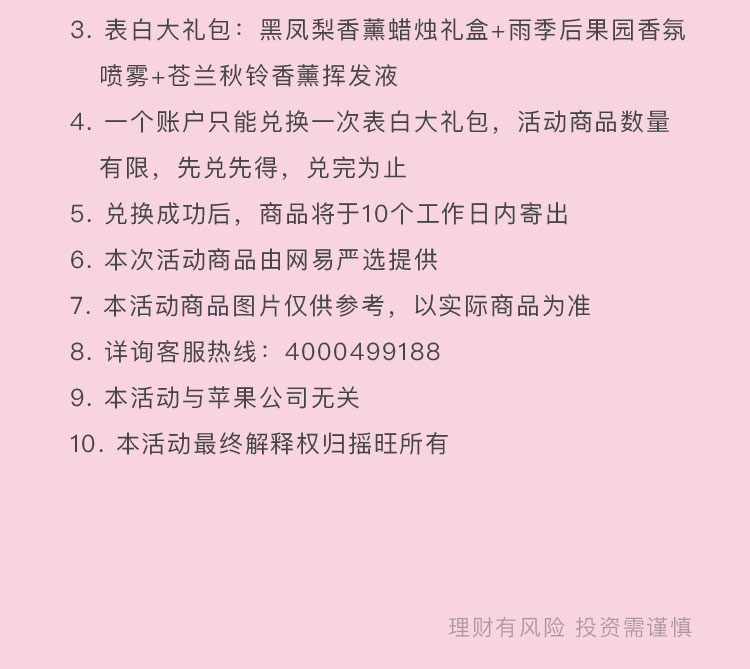 3. 表白大礼包：黑凤梨香薰蜡烛礼盒+雨季后果园香氛
喷雾+苍兰秋铃香薰挥发液
4. 一个账户只能兑换一次表白大礼包，活动商品数量
有限，先兑先得，兑完为止
5. 兑换成功后，商品将于10个工作日内寄出
6. 本次活动商品由网易严选提供
7. 本活动商品图片仅供参考，以实际商品为准
8. 详询客服热线：4000499188
9. 本活动与苹果公司无关
10. 本活动最终解释权归摇旺所有
理财有风险 投资需谨慎